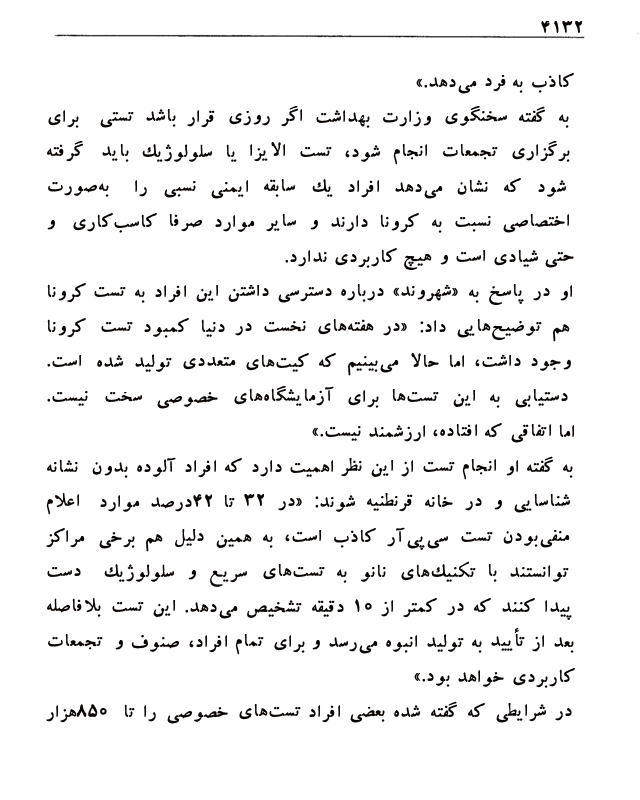 ۴۱۳۲
کاذب به فرد می‌دهد.»
به گفته سخنگوی وزارت بهداشت اگر روزی قرار باشد تستی برای
برگزاری تجمعات انجام شود، تست الایزا یا سلولوژیك باید گرفته
شود که نشان می‌دهد افراد یك سابقه ایمنی نسبی را به‌صورت
اختصاصی نسبت به کرونا دارند و سایر موارد صرفا کاسب‌کاری و
حتی شیادی است و هیچ کاربردی ندارد.
او در پاسخ به «شهروند» درباره دسترسی داشتن این افراد به تست کرونا
هم توضیح‌هایی داد: «در هفته‌های نخست در دنیا کمبود تست کرونا
وجود داشت، اما حالا می‌بینیم که کیت‌های متعددی تولید شده است.
دستیابی به این تست‌ها برای آزمایشگاه‌های خصوصی سخت نیست.
اما اتفاقی که افتاده، ارزشمند نیست.»
به گفته او انجام تست از این نظر اهمیت دارد که افراد آلوده بدون نشانه
شناسایی و در خانه قرنطنیه شوند: «در ۳۲ تا ۴۲درصد موارد اعلام
منفی‌بودن تست سی‌پی‌آر کاذب است، به همین دلیل هم برخی مراکز
توانستند با تکنیك‌های نانو به تست‌های سریع و سلولوژیك دست
پیدا کنند که در کمتر از ۱۰ دقیقه تشخیص می‌دهد. این تست بلافاصله
بعد از تأیید به تولید انبوه می‌رسد و برای تمام افراد، صنوف و تجمعات
کاربردی خواهد بود.»
در شرایطی که گفته شده بعضی افراد تست‌های خصوصی را تا ۸۵۰هزار